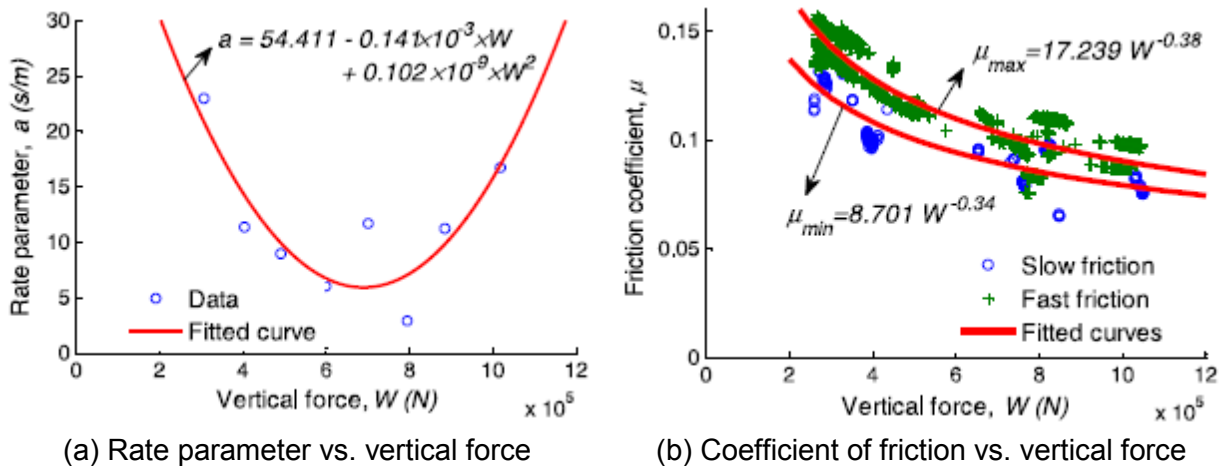 30
25
20
15
10
5
0
Rate parameter, a (s/m)
a = 54.411 - 0.141×10⁻³×W
+ 0.102×10⁻⁹×W²
Data
Fitted curve
0 2 4 6 8 10 12
Vertical force, W (N)
x 10⁵
(a) Rate parameter vs. vertical force
0.15
0.1
0.05
0
Friction coefficient, μ
μmax=17.239 W⁻⁰·³⁸
μmin=8.701 W⁻⁰·³⁴
Slow friction
Fast friction
Fitted curves
0 2 4 6 8 10 12
Vertical force, W (N)
x 10⁵
(b) Coefficient of friction vs. vertical force